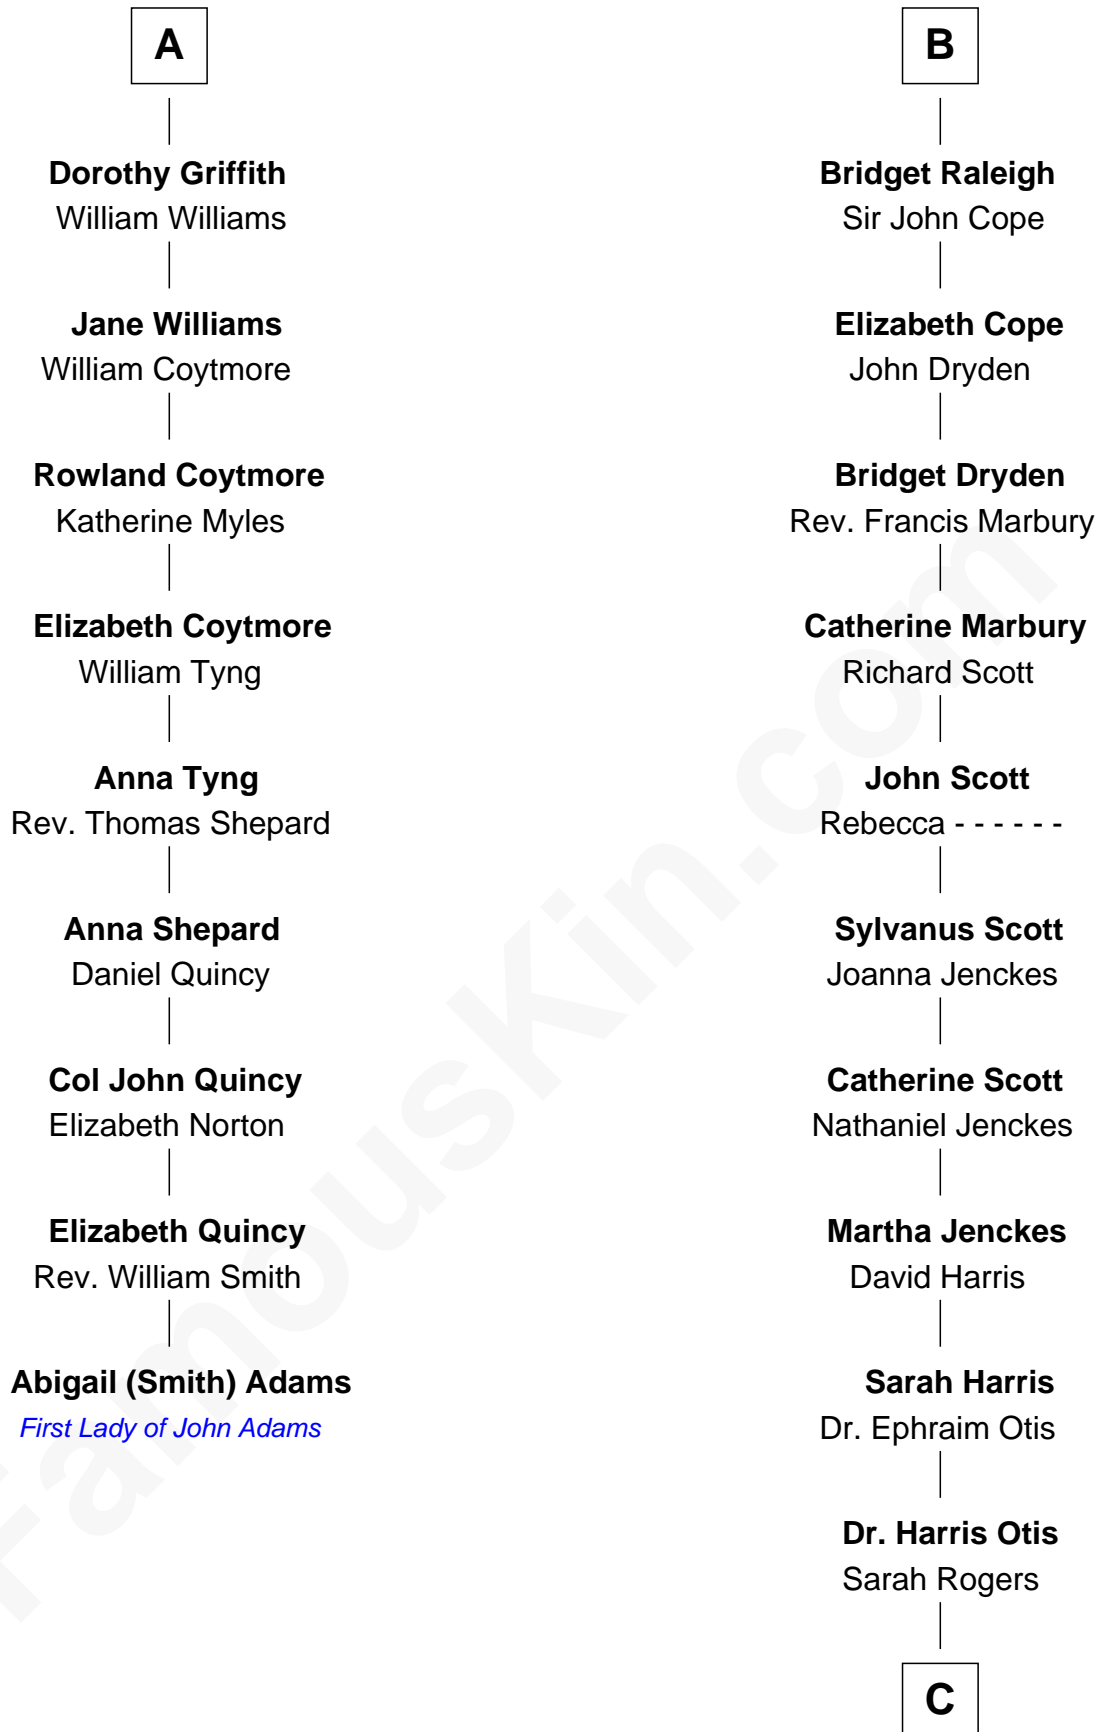 A
Dorothy Griffith
William Williams
Jane Williams
William Coytmore
Rowland Coytmore
Katherine Myles
Elizabeth Coytmore
William Tyng
Anna Tyng
Rev. Thomas Shepard
Anna Shepard
Daniel Quincy
Col John Quincy
Elizabeth Norton
Elizabeth Quincy
Rev. William Smith
Abigail (Smith) Adams
First Lady of John Adams
B
Bridget Raleigh
Sir John Cope
Elizabeth Cope
John Dryden
Bridget Dryden
Rev. Francis Marbury
Catherine Marbury
Richard Scott
John Scott
Rebecca - - - - - -
Sylvanus Scott
Joanna Jenckes
Catherine Scott
Nathaniel Jenckes
Martha Jenckes
David Harris
Sarah Harris
Dr. Ephraim Otis
Dr. Harris Otis
Sarah Rogers
C
FamousKin.com